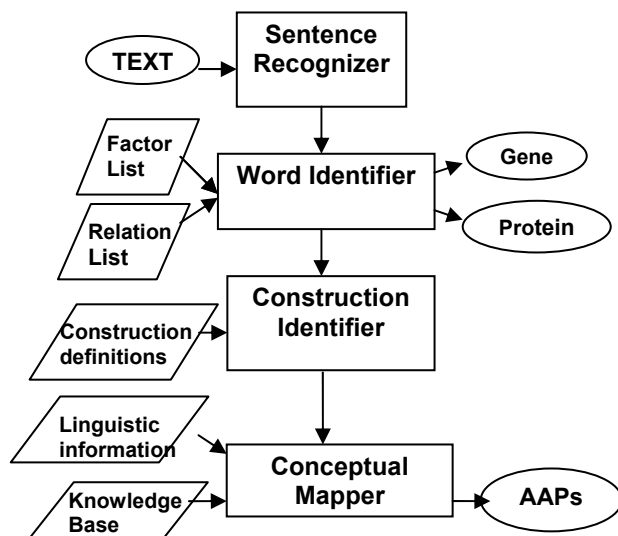 Sentence
Recognizer
TEXT
Factor
List
Word Identifier
Gene
Protein
Relation
List
Construction
Identifier
Construction
definitions
Linguistic
information
Conceptual
Mapper
AAPs
Knowledge
Base